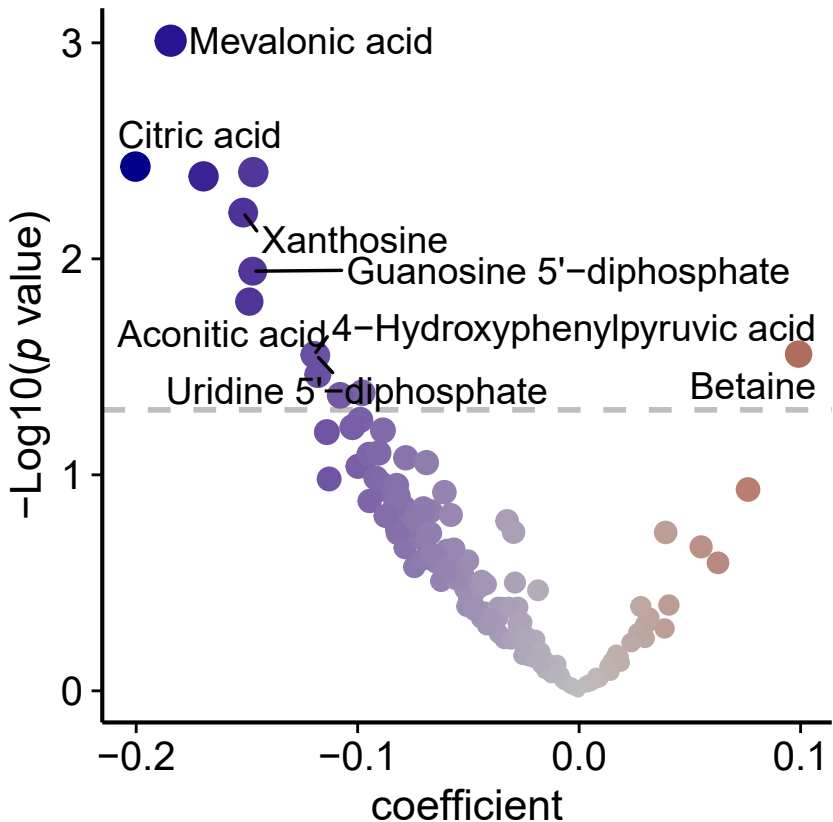 3
Mevalonic acid
Citric acid
Xanthosine
2
Guanosine 5'−diphosphate
Aconitic acid
4−Hydroxyphenylpyruvic acid
Uridine 5'−diphosphate
Betaine
1
0
−Log10(p value)
−0.2
−0.1
0.0
0.1
coefficient